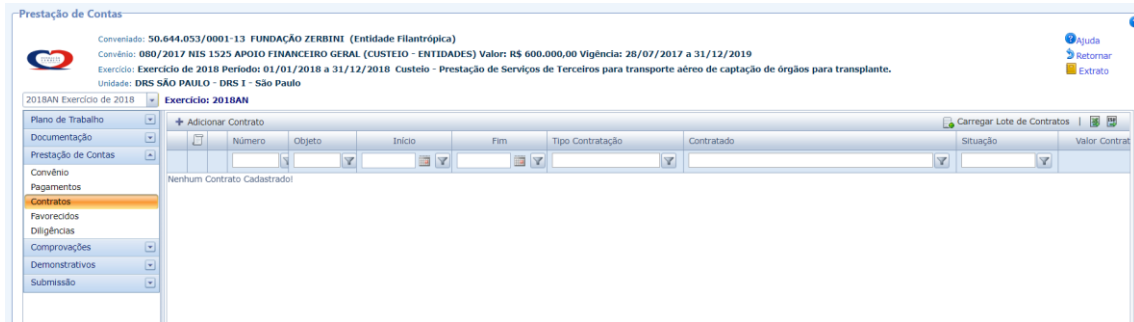 Prestação de Contas
Conveniado: 50.644.053/0001-13 FUNDAÇÃO ZERBINI (Entidade Filantrópica)
Convênio: 080/2017 NIS 1525 APOIO FINANCEIRO GERAL (CUSTEIO - ENTIDADES) Valor: R$ 600.000,00 Vigência: 28/07/2017 a 31/12/2019
Exercício: Exercício de 2018 Período: 01/01/2018 a 31/12/2018 Custeio - Prestação de Serviços de Terceiros para transporte aéreo de captação de órgãos para transplante.
Unidade: DRS SÃO PAULO - DRS I - São Paulo
Ajuda
Retornar
Extrato
2018AN Exercício de 2018 Exercício: 2018AN
Plano de Trabalho
Documentação
Prestação de Contas
Convênio
Pagamentos
Contratos
Favorecidos
Diligências
Comprovações
Demonstrativos
Submissão
Adicionar Contrato Carregar Lote de Contratos |
Número Objeto Início Fim Tipo Contratação Contratado Situação Valor Contrat
Nenhum Contrato Cadastrado!